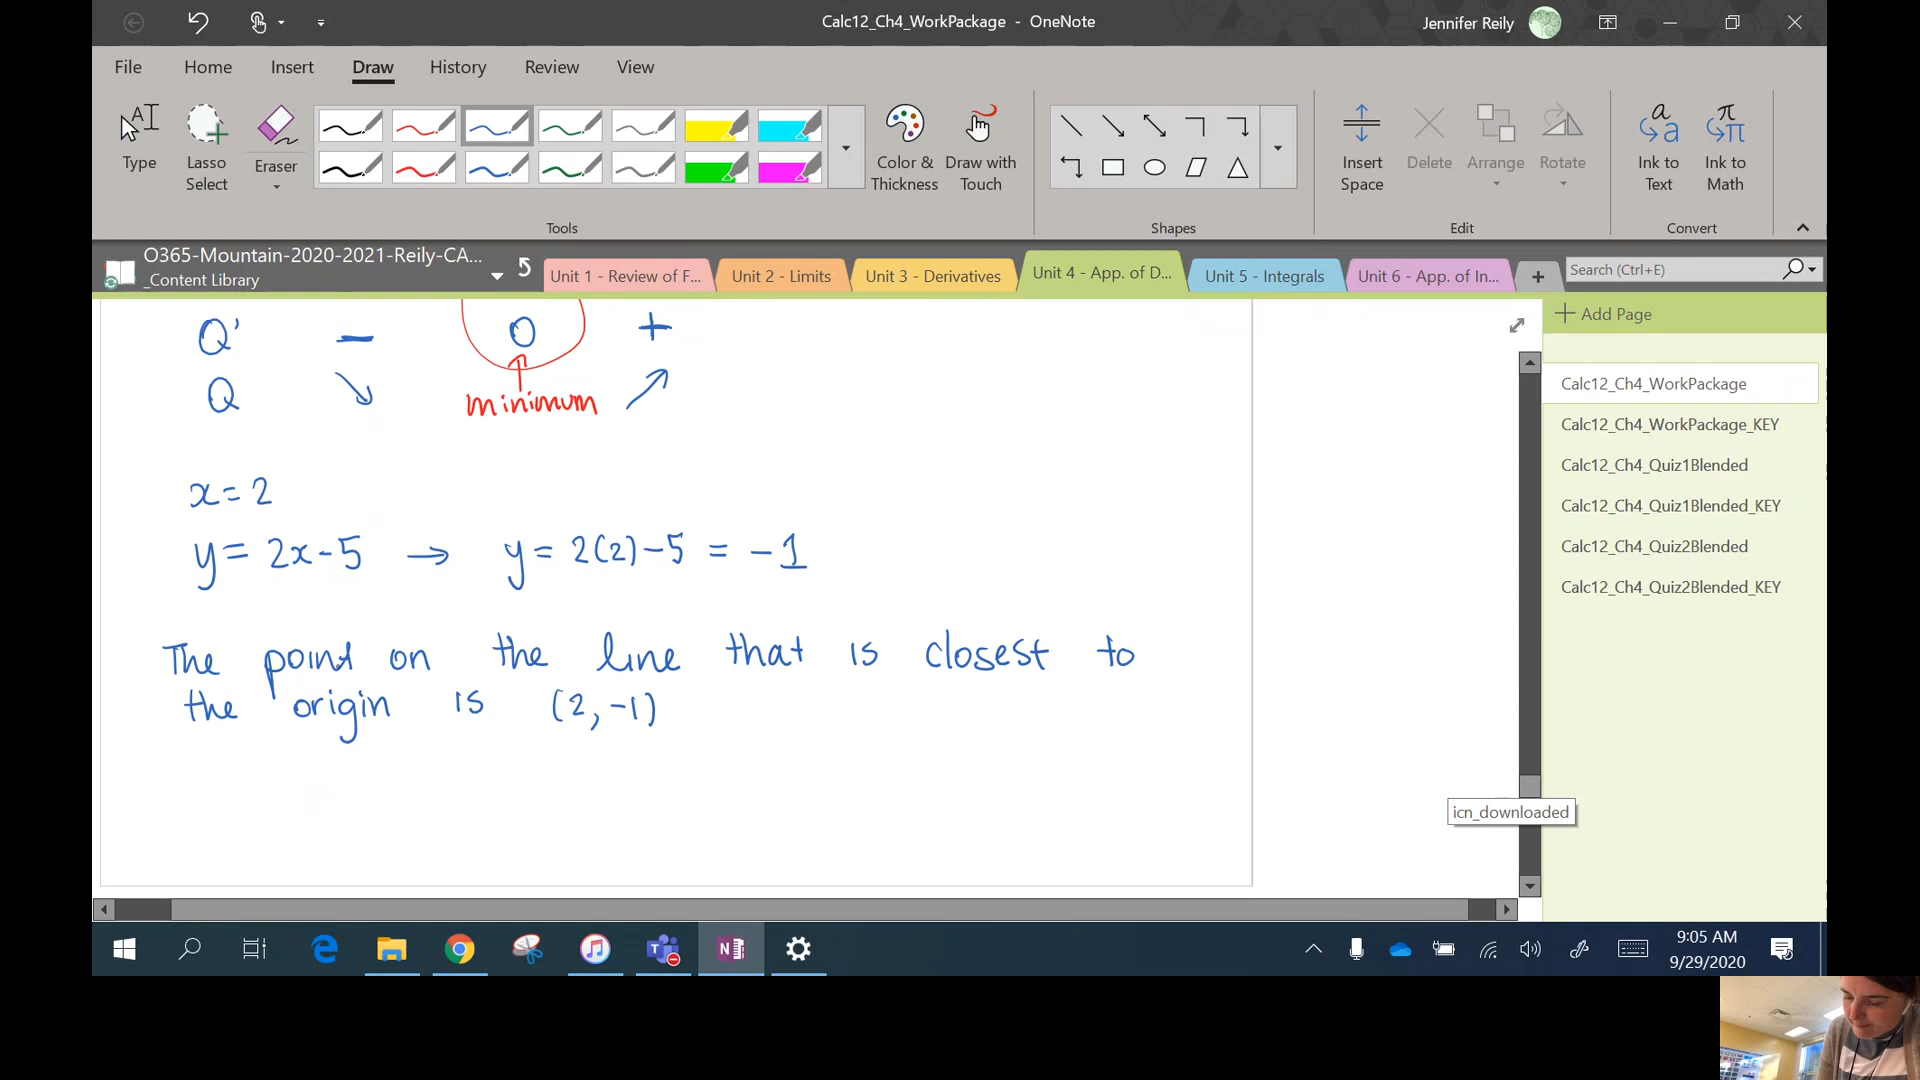 Calc12_Ch4_WorkPackage - OneNote
Jennifer Reily
File Home Insert Draw History Review View
Type
Lasso Select
Eraser
Color & Thickness
Draw with Touch
Insert Space
Delete
Arrange
Rotate
Ink to Text
Ink to Math
Tools
Shapes
Edit
Convert
O365-Mountain-2020-2021-Reily-CA...
_Content Library
Unit 1 - Review of F...
Unit 2 - Limits
Unit 3 - Derivatives
Unit 4 - App. of D...
Unit 5 - Integrals
Unit 6 - App. of In...
Search (Ctrl+E)
Add Page
Calc12_Ch4_WorkPackage
Calc12_Ch4_WorkPackage_KEY
Calc12_Ch4_Quiz1Blended
Calc12_Ch4_Quiz1Blended_KEY
Calc12_Ch4_Quiz2Blended
Calc12_Ch4_Quiz2Blended_KEY
Q' − 0 +
Q ↘ minimum ↗
x = 2
y = 2x-5 → y = 2(2)-5 = -1
The point on the line that is closest to
the origin is (2,-1)
icn_downloaded
9:05 AM
9/29/2020